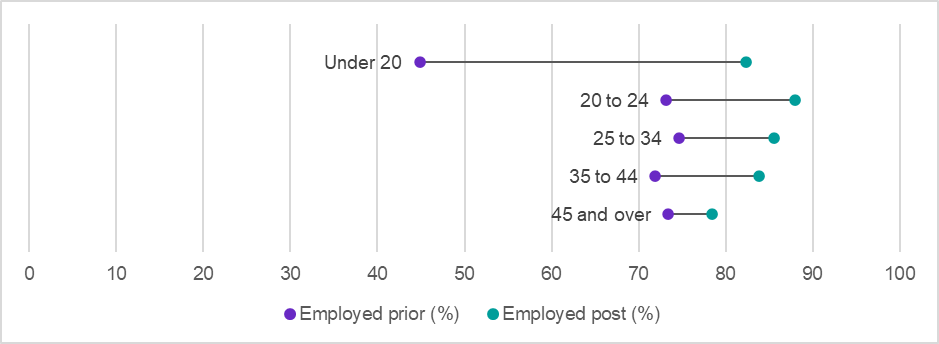 Under 20
20 to 24
25 to 34
35 to 44
45 and over
0 10 20 30 40 50 60 70 80 90 100
Employed prior (%) Employed post (%)